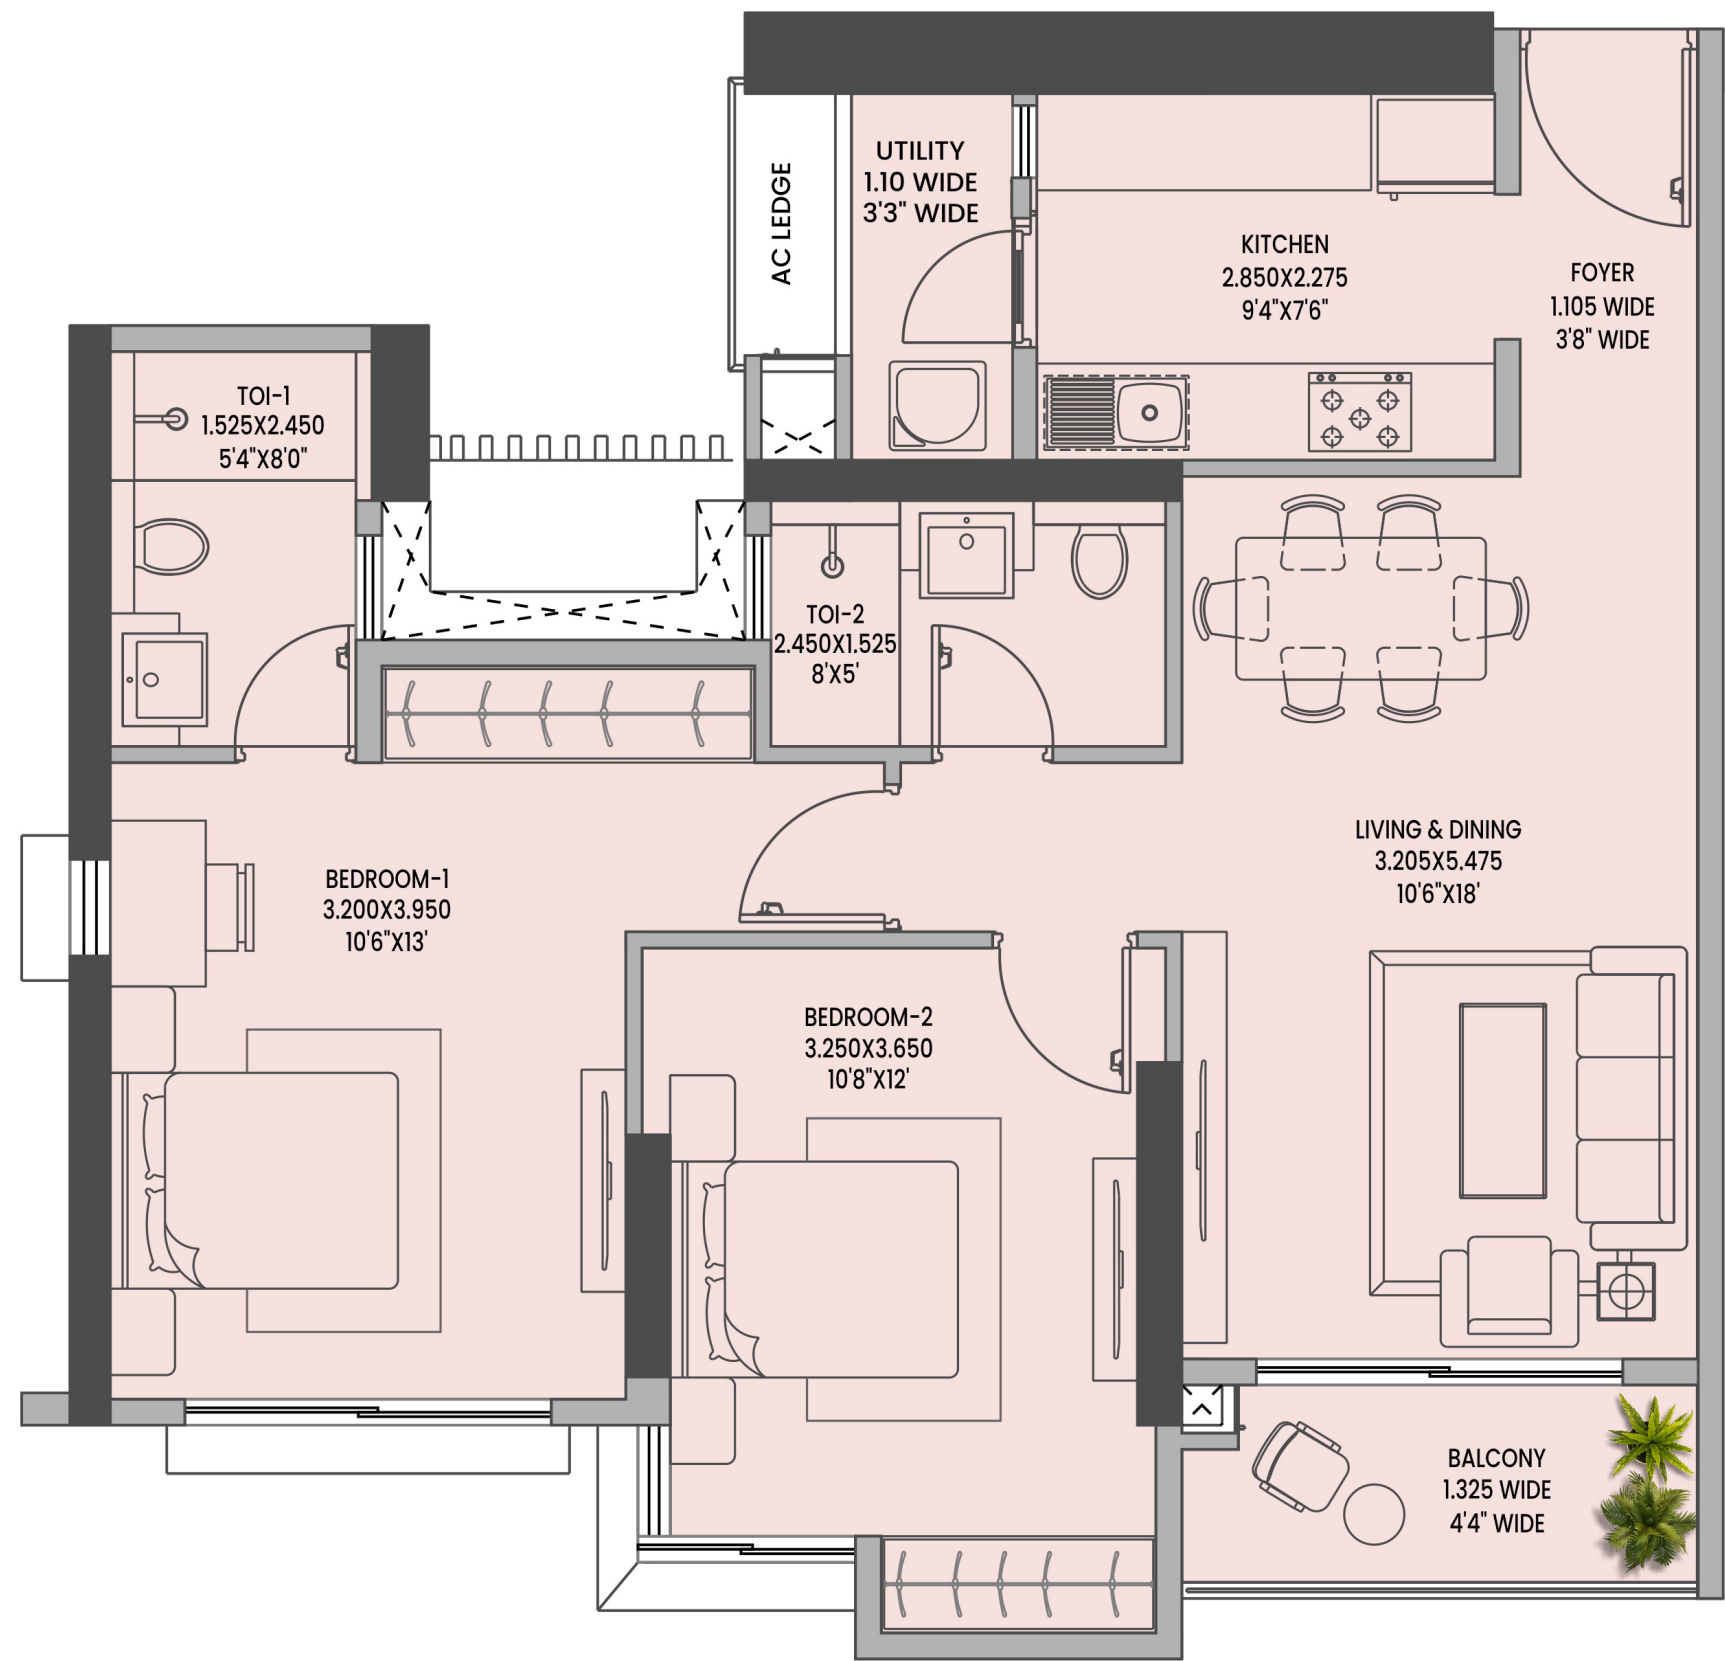 AC LEDGE
UTILITY
1.10 WIDE
3'3" WIDE
KITCHEN
2.850X2.275
9'4"X7'6"
FOYER
1.105 WIDE
3'8" WIDE
TOI-1
1.525X2.450
5'4"X8'0"
TOI-2
2.450X1.525
8'X5'
LIVING & DINING
3.205X5.475
10'6"X18'
BEDROOM-1
3.200X3.950
10'6"X13'
BEDROOM-2
3.250X3.650
10'8"X12'
BALCONY
1.325 WIDE
4'4" WIDE